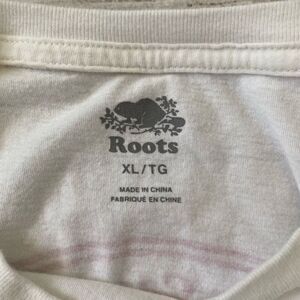 Roots
XL/TG
MADE IN CHINA
FABRIQUÉ EN CHINE